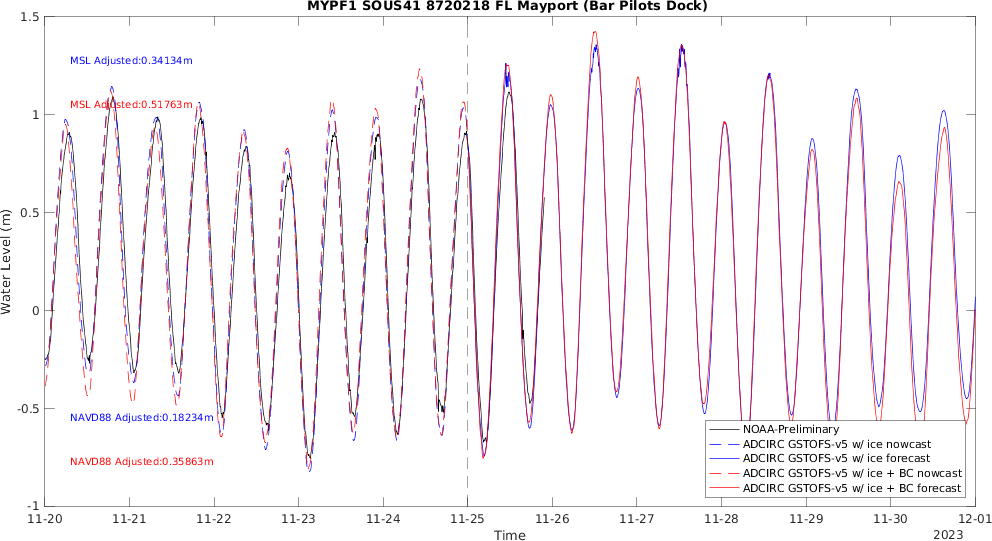 MYPF1 SOUS41 8720218 FL Mayport (Bar Pilots Dock)
1.5
1
0.5
0
-0.5
-1
Water Level (m)
MSL Adjusted:0.34134m
MSL Adjusted:0.51763m
NAVD88 Adjusted:0.18234m
NAVD88 Adjusted:0.35863m
NOAA-Preliminary
ADCIRC GSTOFS-v5 w/ ice nowcast
ADCIRC GSTOFS-v5 w/ ice forecast
ADCIRC GSTOFS-v5 w/ ice + BC nowcast
ADCIRC GSTOFS-v5 w/ ice + BC forecast
11-20 11-21 11-22 11-23 11-24 11-25 11-26 11-27 11-28 11-29 11-30 12-01
Time
2023